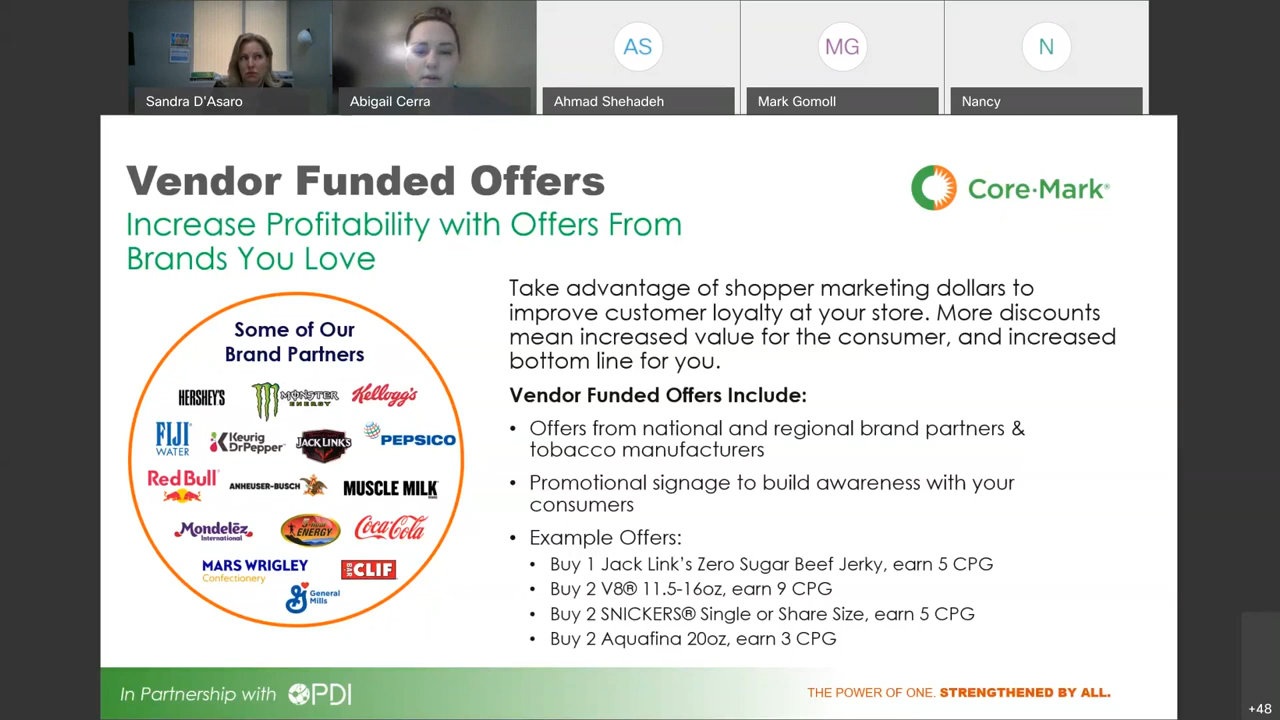 AS
MG
N
Sandra D'Asaro
Abigail Cerra
Ahmad Shehadeh
Mark Gomoll
Nancy
Vendor Funded Offers
Core·Mark®
Increase Profitability with Offers From
Brands You Love
Some of Our
Brand Partners
HERSHEY'S
MONSTER
ENERGY
Kellogg's
FIJI
WATER
Keurig
DrPepper
JACK LINK'S
PEPSICO
Red Bull
ANHEUSER-BUSCH
MUSCLE MILK
Mondelēz
International
5-hour
ENERGY
Coca-Cola
MARS WRIGLEY
Confectionery
CLIF
BAR
General
Mills
Take advantage of shopper marketing dollars to
improve customer loyalty at your store. More discounts
mean increased value for the consumer, and increased
bottom line for you.
Vendor Funded Offers Include:
• Offers from national and regional brand partners &
tobacco manufacturers
• Promotional signage to build awareness with your
consumers
• Example Offers:
• Buy 1 Jack Link's Zero Sugar Beef Jerky, earn 5 CPG
• Buy 2 V8® 11.5-16oz, earn 9 CPG
• Buy 2 SNICKERS® Single or Share Size, earn 5 CPG
• Buy 2 Aquafina 20oz, earn 3 CPG
In Partnership with PDI
THE POWER OF ONE. STRENGTHENED BY ALL.
+48